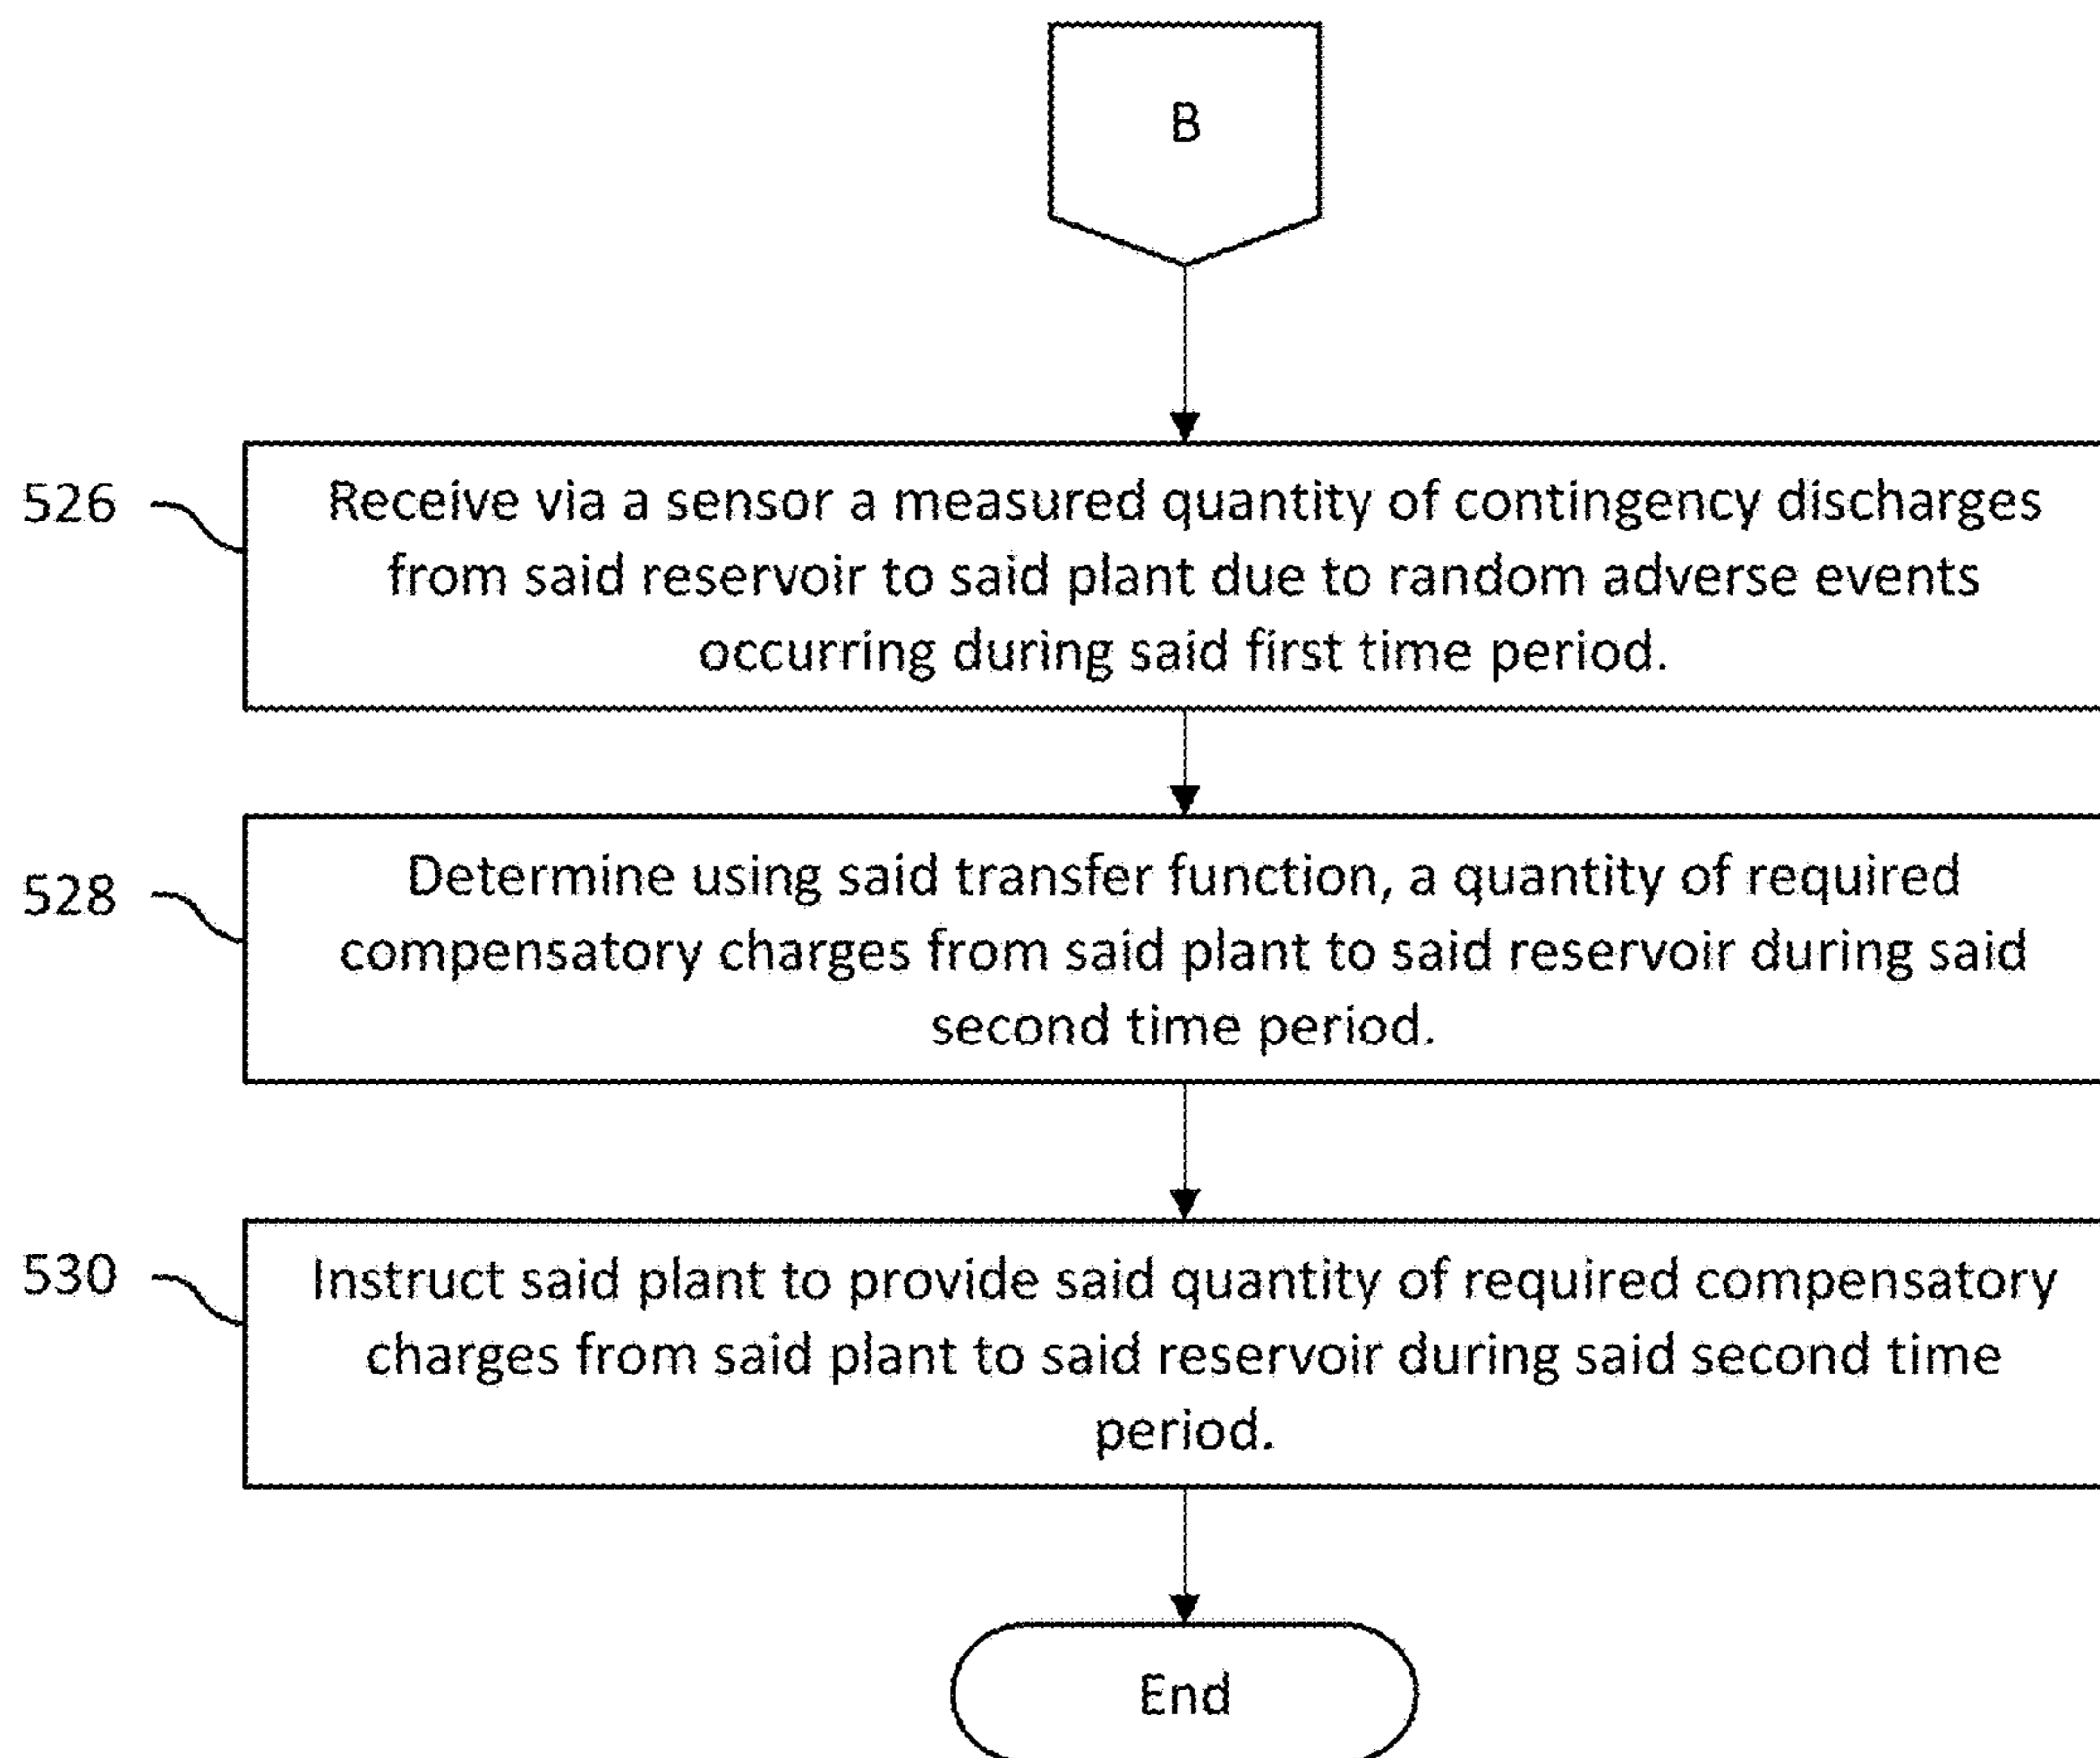 B
526
Receive via a sensor a measured quantity of contingency discharges
from said reservoir to said plant due to random adverse events
occurring during said first time period.
528
Determine using said transfer function, a quantity of required
compensatory charges from said plant to said reservoir during said
second time period.
530
Instruct said plant to provide said quantity of required compensatory
charges from said plant to said reservoir during said second time
period.
End